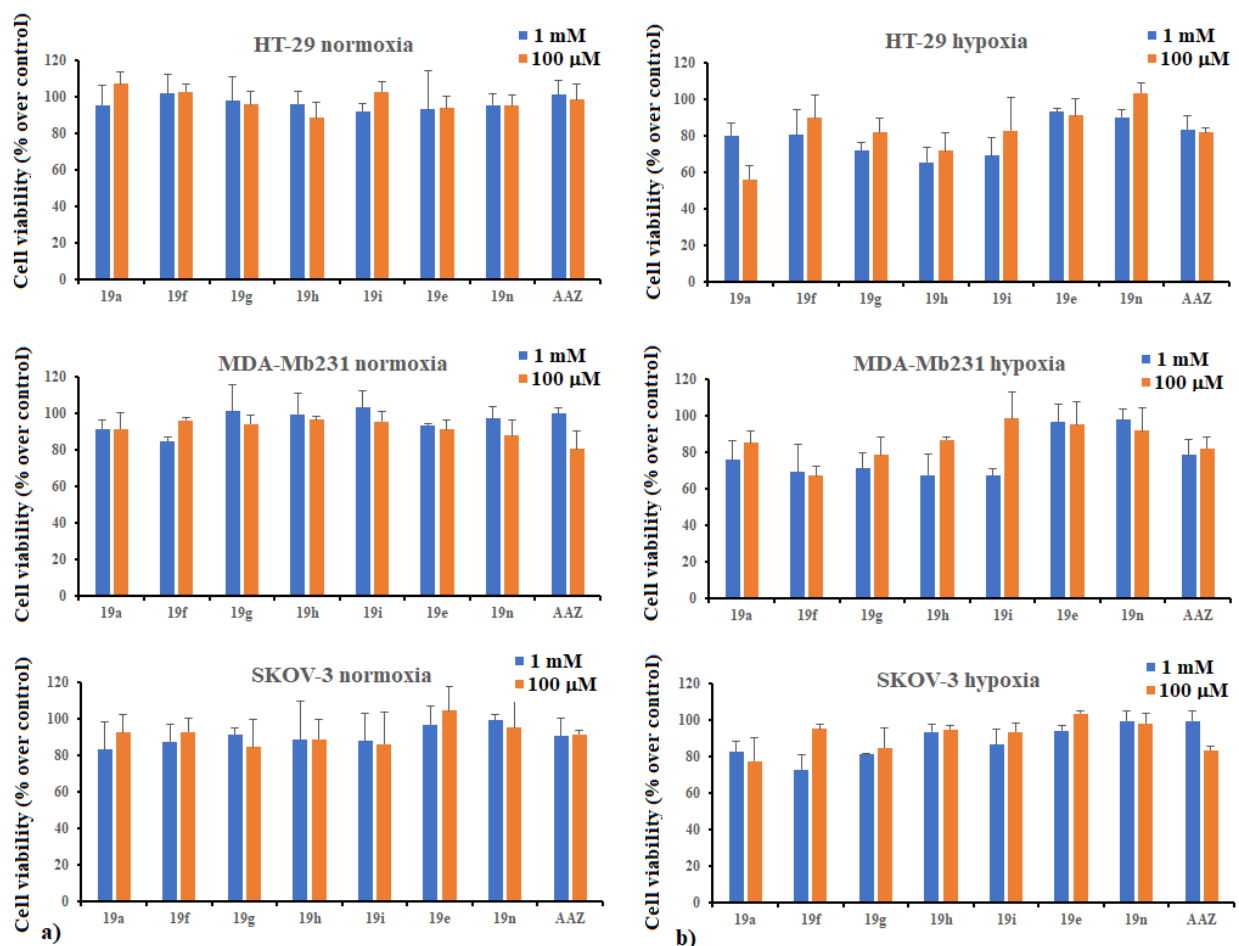 HT-29 normoxia
1 mM
100 μM
Cell viability (% over control)
120
100
80
60
40
20
0
19a 19f 19g 19h 19i 19e 19n AAZ
HT-29 hypoxia
1 mM
100 μM
Cell viability (% over control)
120
100
80
60
40
20
0
19a 19f 19g 19h 19i 19e 19n AAZ
MDA-Mb231 normoxia
1 mM
100 μM
Cell viability (% over control)
120
100
80
60
40
20
0
19a 19f 19g 19h 19i 19e 19n AAZ
MDA-Mb231 hypoxia
1 mM
100 μM
Cell viability (% over control)
120
100
80
60
40
20
0
19a 19f 19g 19h 19i 19e 19n AAZ
SKOV-3 normoxia
1 mM
100 μM
Cell viability (% over control)
120
100
80
60
40
20
0
19a 19f 19g 19h 19i 19e 19n AAZ
a)
SKOV-3 hypoxia
1 mM
100 μM
Cell viability (% over control)
120
100
80
60
40
20
0
19a 19f 19g 19h 19i 19e 19n AAZ
b)